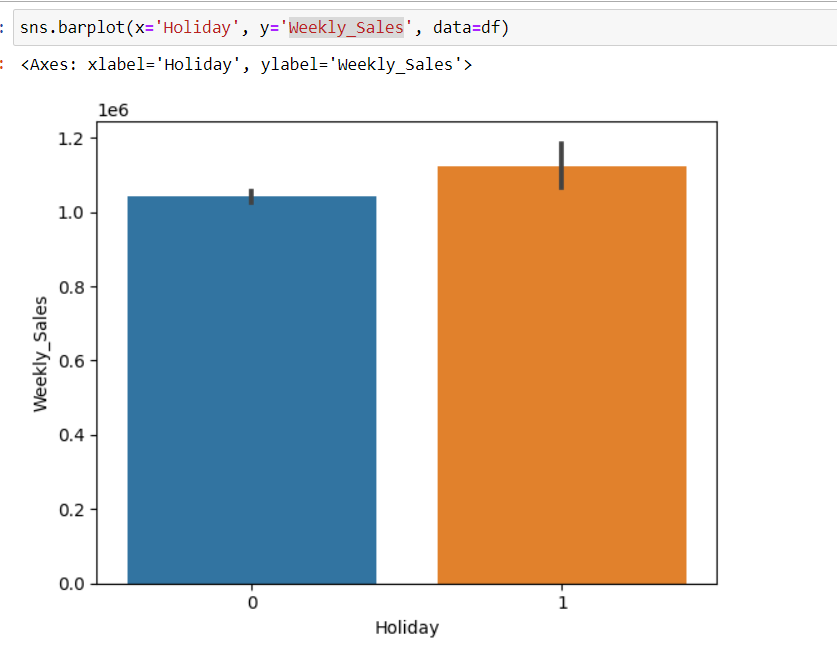 : sns.barplot(x='Holiday', y='Weekly_Sales', data=df)
: <Axes: xlabel='Holiday', ylabel='Weekly_Sales'>
1e6
1.2
1.0
0.8
0.6
0.4
0.2
0.0
Weekly_Sales
0 1
Holiday